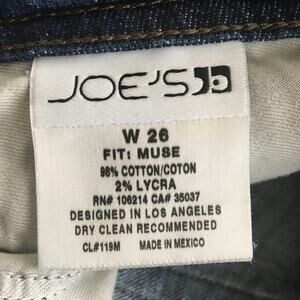 JOE'S
W 26
FIT: MUSE
98% COTTON/COTON
2% LYCRA
RN# 106214 CA# 35037
DESIGNED IN LOS ANGELES
DRY CLEAN RECOMMENDED
CL#119M MADE IN MEXICO